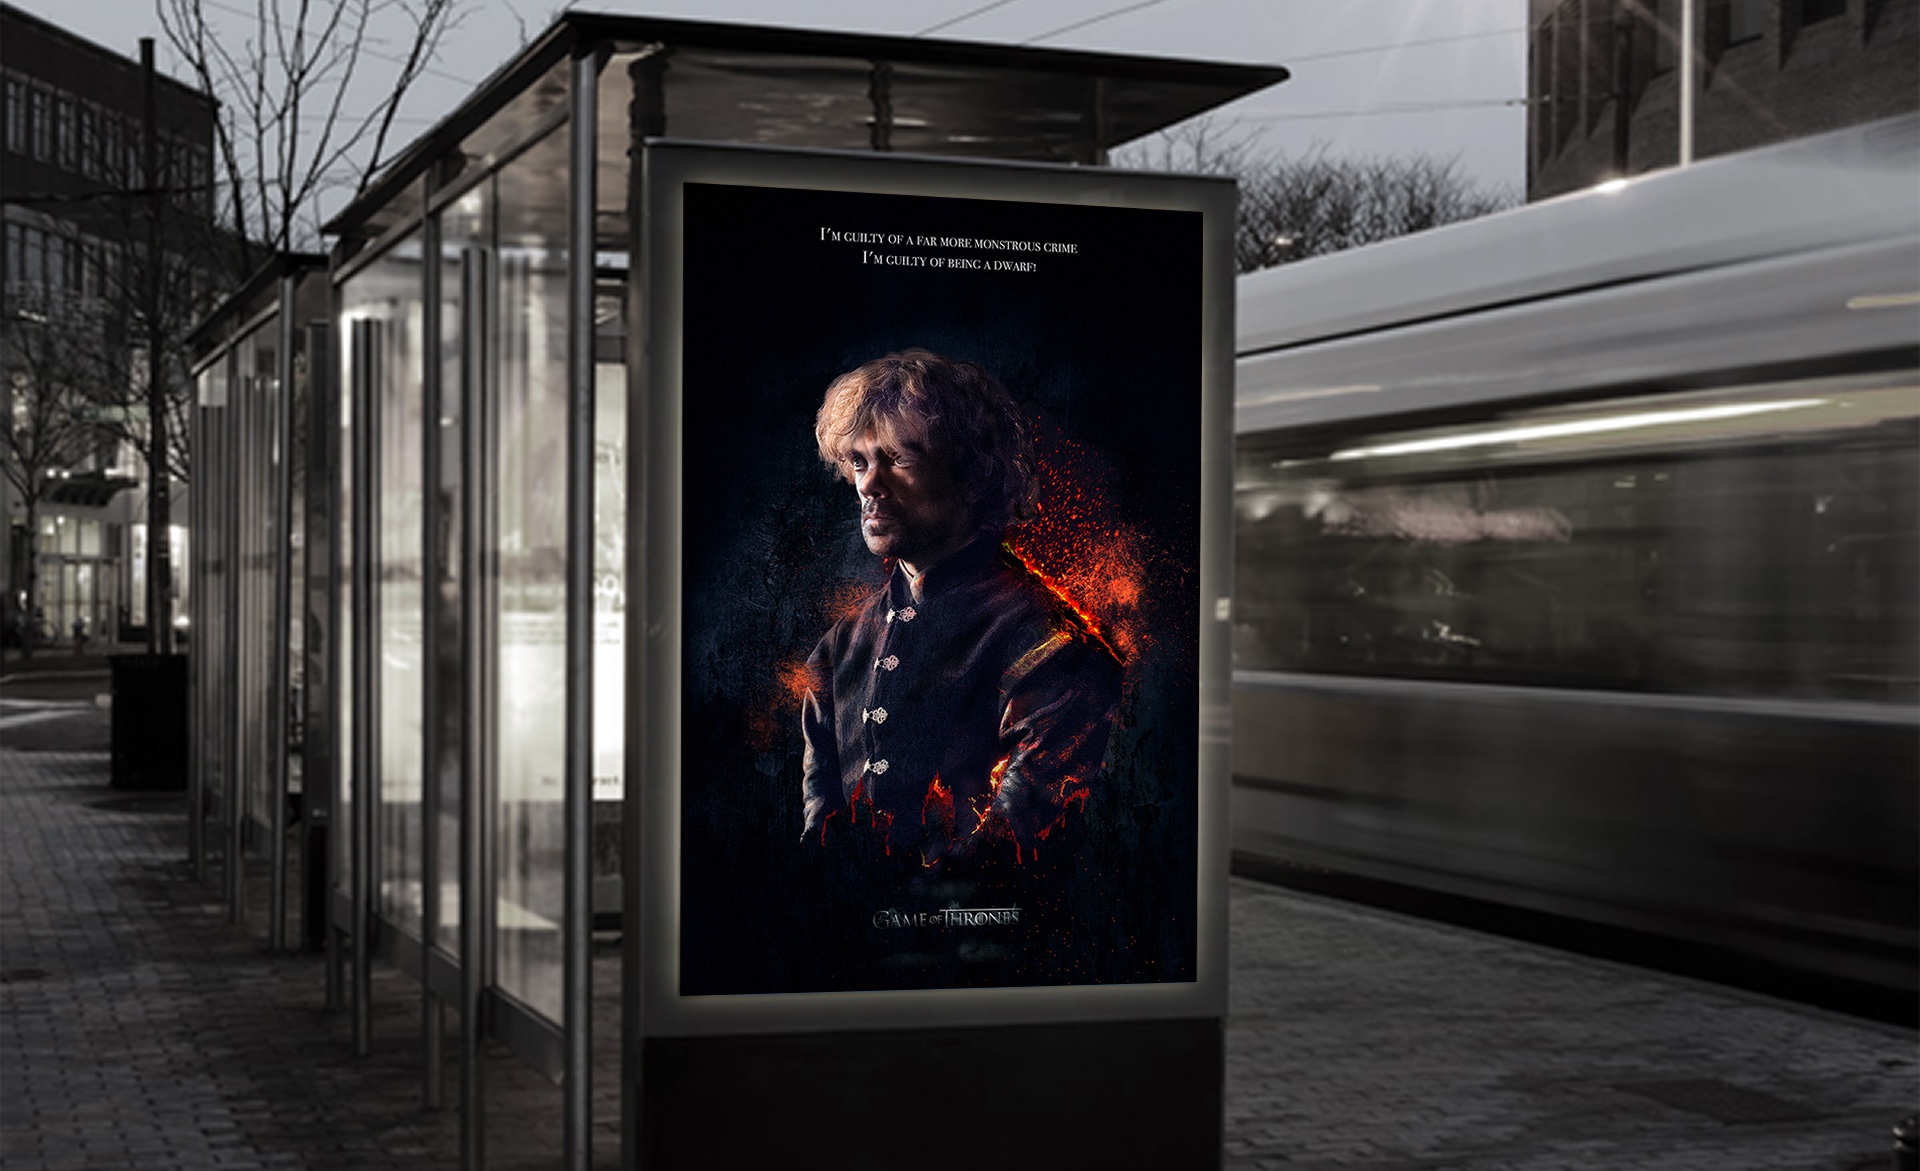 I'm guilty of a far more monstrous crime
I'm guilty of being a dwarf!
Game of Thrones